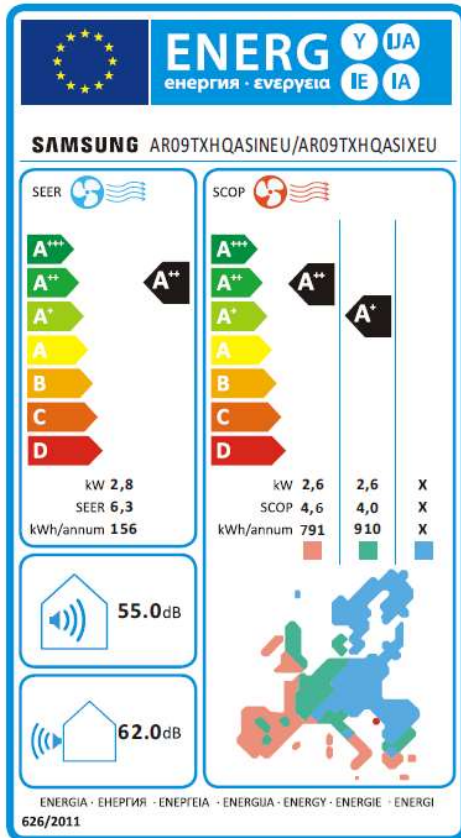 ENERG Y IJA
енергия · ενεργεια IE IA
SAMSUNG AR09TXHQASINEU/AR09TXHQASIXEU
SEER
SCOP
A+++
A++
A+
A
B
C
D
A++
kW 2,8
SEER 6,3
kWh/annum 156
A+++
A++
A+
A
B
C
D
A++
A+
kW 2,6 2,6 X
SCOP 4,6 4,0 X
kWh/annum 791 910 X
55.0dB
62.0dB
ENERGIA · ЕНЕРГИЯ · ΕΝΕΡΓΕΙΑ · ENERGIJA · ENERGY · ENERGIE · ENERGI
626/2011